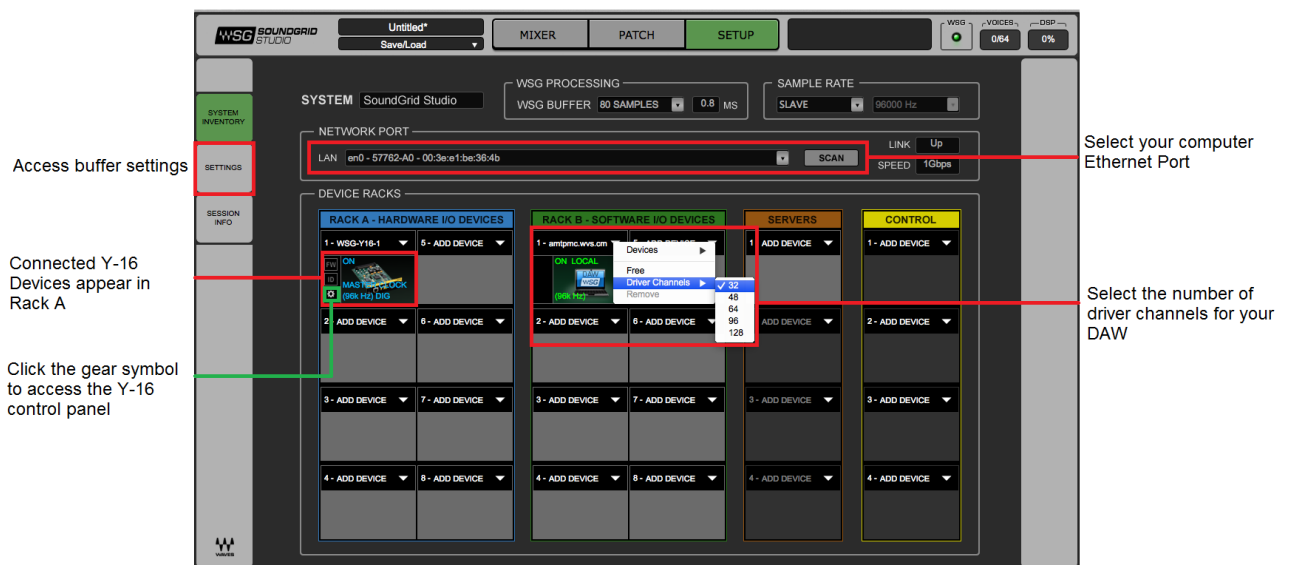 WSG SOUNDGRID STUDIO
Untitled*
Save/Load
MIXER
PATCH
SETUP
WSG
VOICES
0/64
DSP
0%
SYSTEM INVENTORY
SETTINGS
SESSION INFO
SYSTEM SoundGrid Studio
WSG PROCESSING
WSG BUFFER 80 SAMPLES 0.8 MS
SAMPLE RATE
SLAVE 96000 Hz
NETWORK PORT
LAN en0 - 57762-A0 - 00:3e:e1:be:36:4b
SCAN
LINK Up
SPEED 1Gbps
Access buffer settings
Select your computer
Ethernet Port
DEVICE RACKS
RACK A - HARDWARE I/O DEVICES
RACK B - SOFTWARE I/O DEVICES
SERVERS
CONTROL
1 - WSG-Y16-1
5 - ADD DEVICE
1 - amtpmc.wvs.com
1 ADD DEVICE
1 - ADD DEVICE
FW
ID
ON
MASTER CLOCK
(96k Hz) DIG
ON LOCAL
DAW
WSG
(96k Hz)
Devices
Free
Driver Channels
Remove
32
48
64
96
128
Connected Y-16
Devices appear in
Rack A
Select the number of
driver channels for your
DAW
Click the gear symbol
to access the Y-16
control panel
2 - ADD DEVICE
6 - ADD DEVICE
2 - ADD DEVICE
6 - ADD DEVICE
ADD DEVICE
2 - ADD DEVICE
3 - ADD DEVICE
7 - ADD DEVICE
3 - ADD DEVICE
7 - ADD DEVICE
3 - ADD DEVICE
3 - ADD DEVICE
4 - ADD DEVICE
8 - ADD DEVICE
4 - ADD DEVICE
8 - ADD DEVICE
4 - ADD DEVICE
4 - ADD DEVICE
WAVES